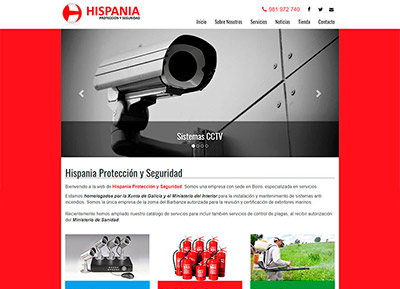 HISPANIA
PROTECCIÓN Y SEGURIDAD
981 972 740
Inicio Sobre Nosotros Servicios Noticias Tienda Contacto
Sistemas CCTV
Hispania Protección y Seguridad
Bienvenido a la web de Hispania Protección y Seguridad. Somos una empresa con sede en Boiro, especializada en servicios
Estamos homologados por la Xunta de Galicia y el Ministerio del Interior para la instalación y mantenimiento de sistemas anti
incendios. Somos la única empresa de la zona del Barbanza autorizada para la revisión y certificación de extintores marinos.
Recientemente hemos ampliado nuestro catálogo de servicios para incluir también servicios de control de plagas, al recibir autorización
del Ministerio de Sanidad.